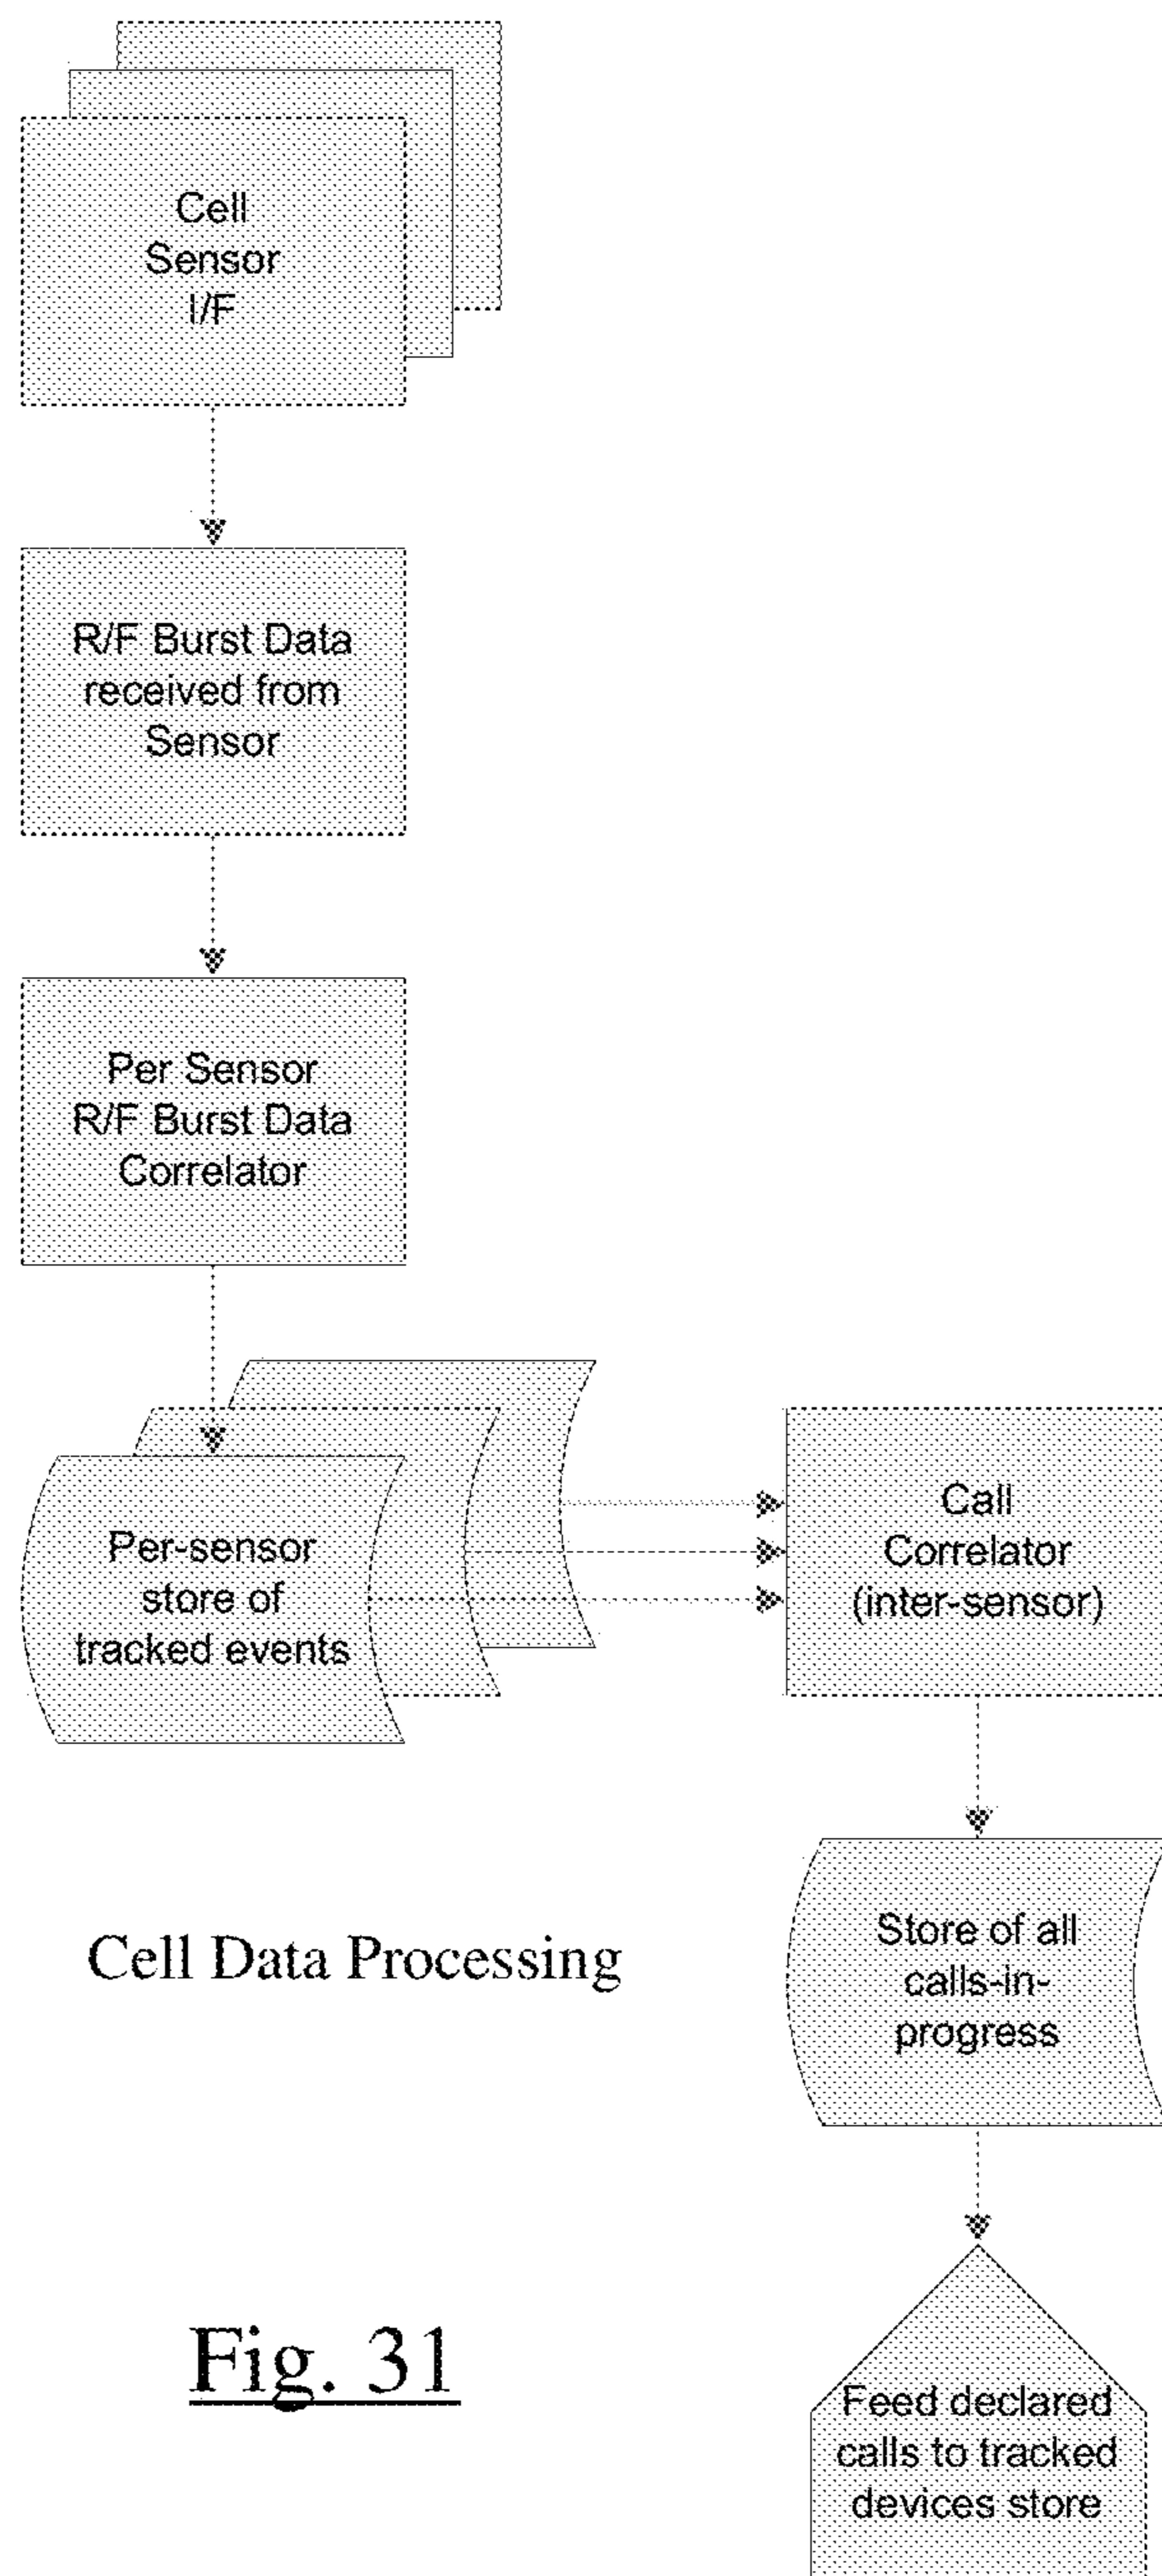 Cell
Sensor
I/F
R/F Burst Data
received from
Sensor
Per Sensor
R/F Burst Data
Correlator
Per-sensor
store of
tracked events
Call
Correlator
(inter-sensor)
Store of all
calls-in-
progress
Cell Data Processing
Feed declared
calls to tracked
devices store
Fig. 31